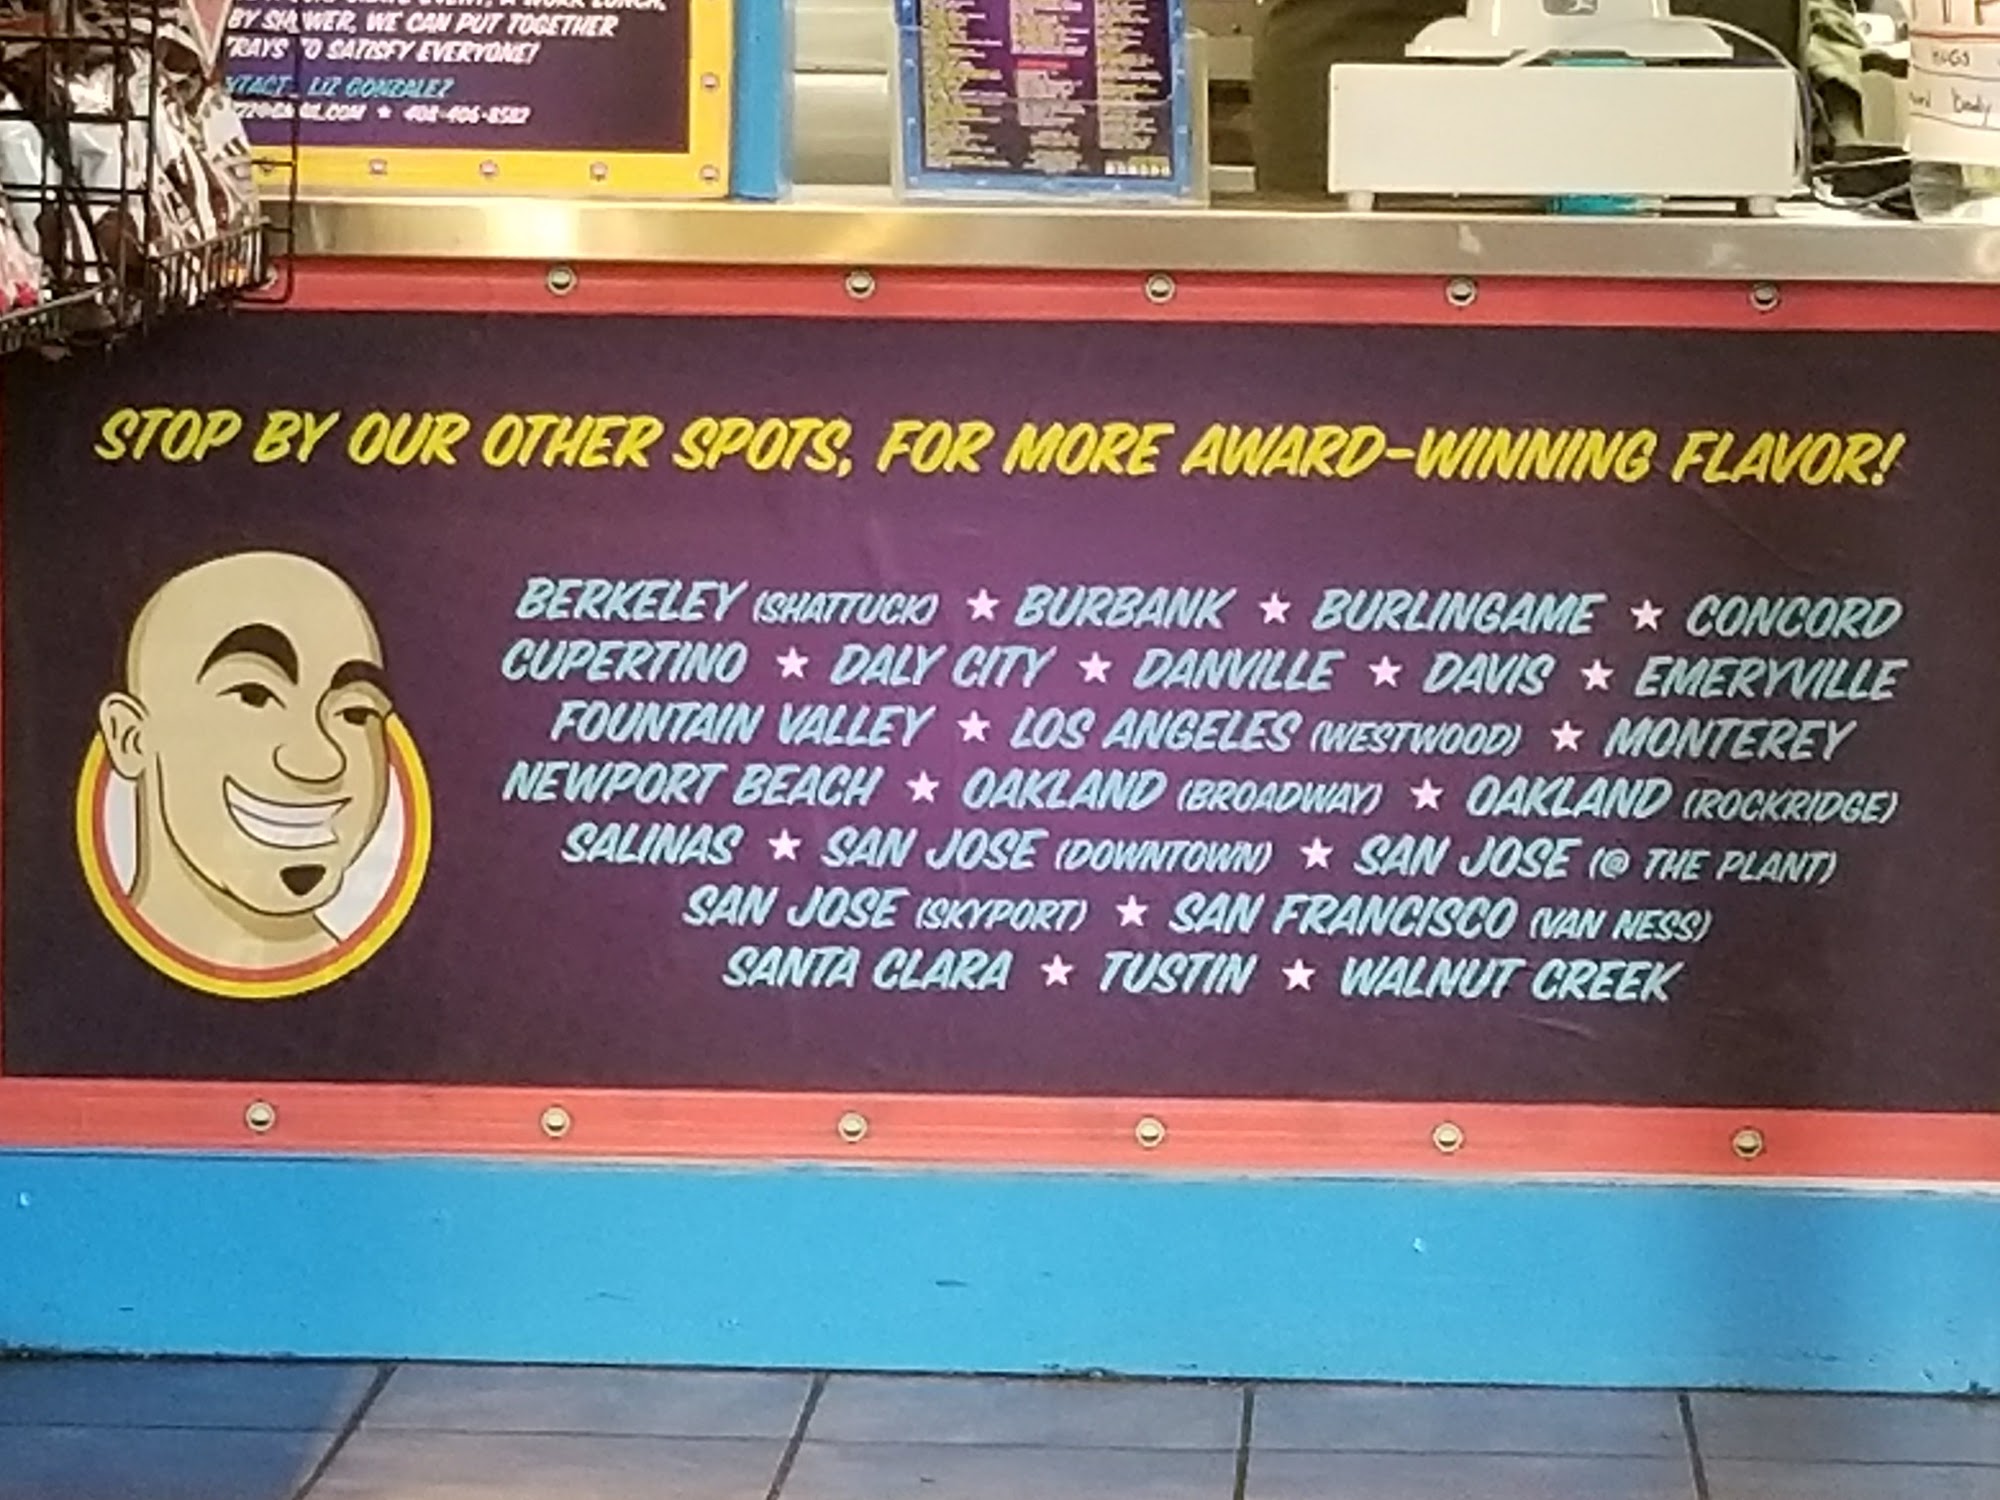 BY SHOWER, WE CAN PUT TOGETHER
TO SATISFY EVERYONE!
LIZ GONZALEZ
408-406-8582
HUGS
STOP BY OUR OTHER SPOTS, FOR MORE AWARD-WINNING FLAVOR!
BERKELEY (SHATTUCK) ★ BURBANK ★ BURLINGAME ★ CONCORD
CUPERTINO ★ DALY CITY ★ DANVILLE ★ DAVIS ★ EMERYVILLE
FOUNTAIN VALLEY ★ LOS ANGELES (WESTWOOD) ★ MONTEREY
NEWPORT BEACH ★ OAKLAND (BROADWAY) ★ OAKLAND (ROCKRIDGE)
SALINAS ★ SAN JOSE (DOWNTOWN) ★ SAN JOSE (@ THE PLANT)
SAN JOSE (SKYPORT) ★ SAN FRANCISCO (VAN NESS)
SANTA CLARA ★ TUSTIN ★ WALNUT CREEK